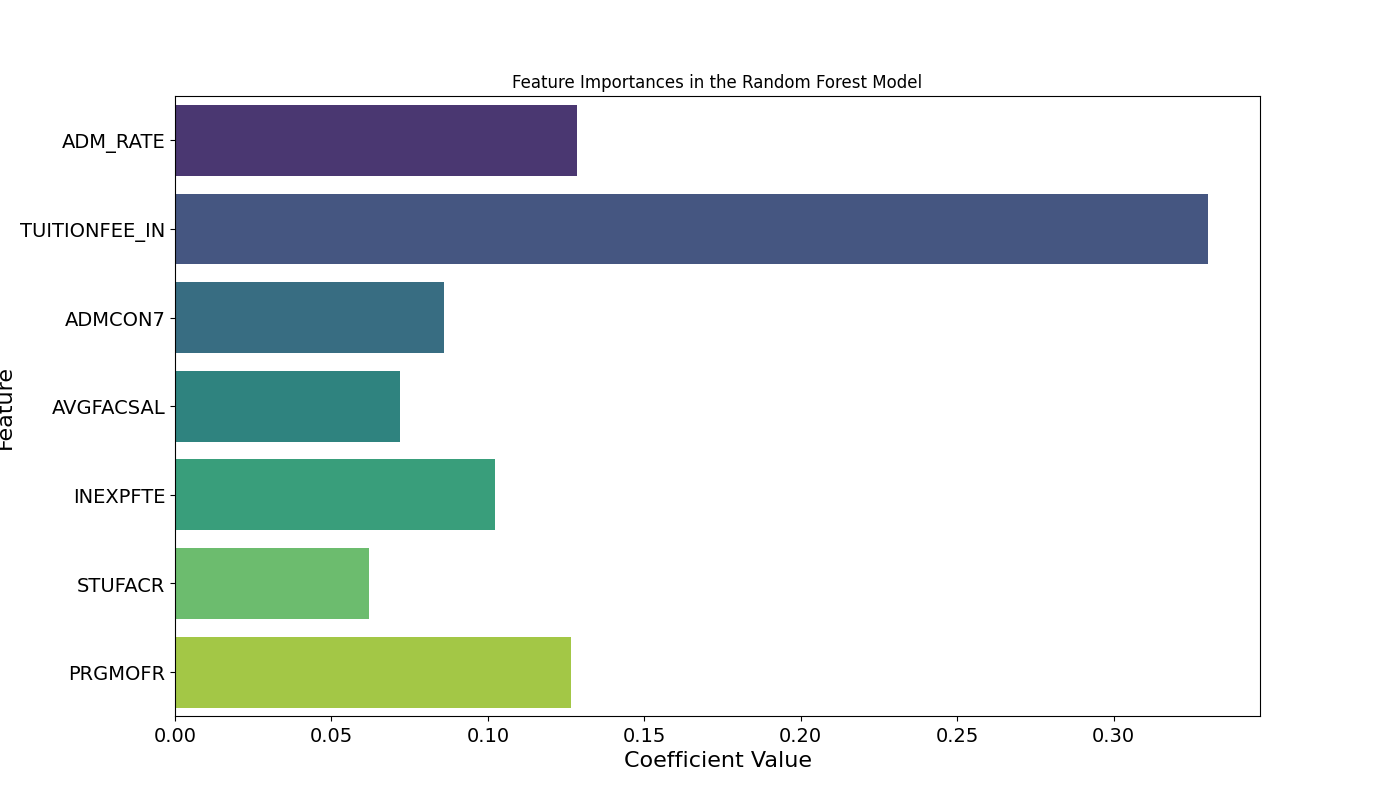 Feature Importances in the Random Forest Model
ADM_RATE
TUITIONFEE_IN
ADMCON7
AVGFACSAL
INEXPFTE
STUFACR
PRGMOFR
Feature
0.00 0.05 0.10 0.15 0.20 0.25 0.30
Coefficient Value